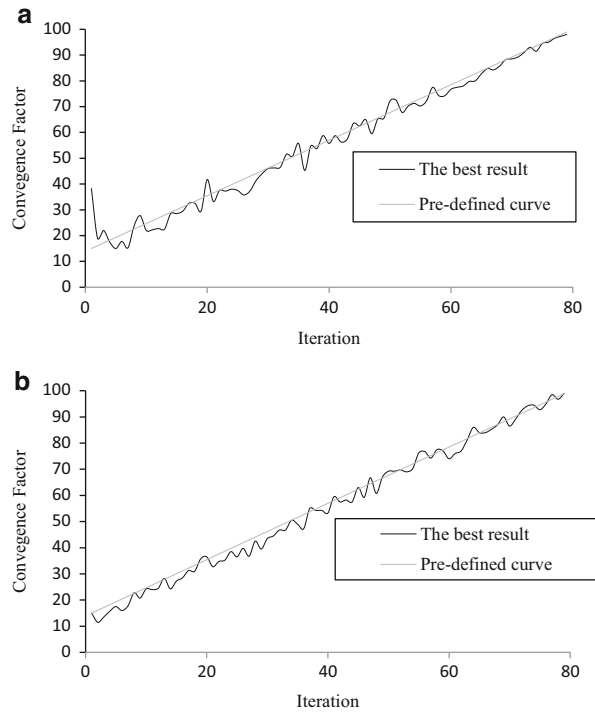 a
100
90
80
70
60
50
40
30
20
10
0
Convegence Factor
The best result
Pre-defined curve
0 20 40 60 80
Iteration
b
100
90
80
70
60
50
40
30
20
10
0
Convegence Factor
The best result
Pre-defined curve
0 20 40 60 80
Iteration